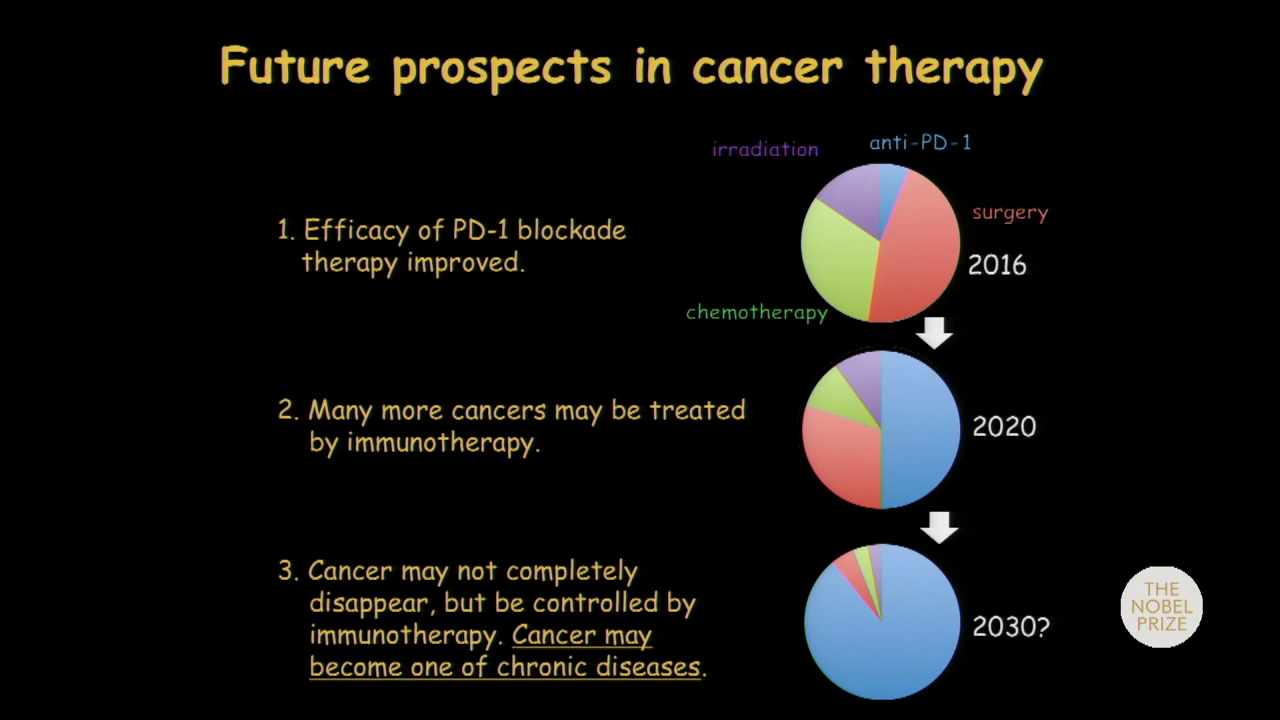 Future prospects in cancer therapy
irradiation
anti-PD-1
surgery
2016
chemotherapy
1. Efficacy of PD-1 blockade
therapy improved.
2. Many more cancers may be treated
by immunotherapy.
2020
3. Cancer may not completely
disappear, but be controlled by
immunotherapy. Cancer may
become one of chronic diseases.
2030?
THE
NOBEL
PRIZE